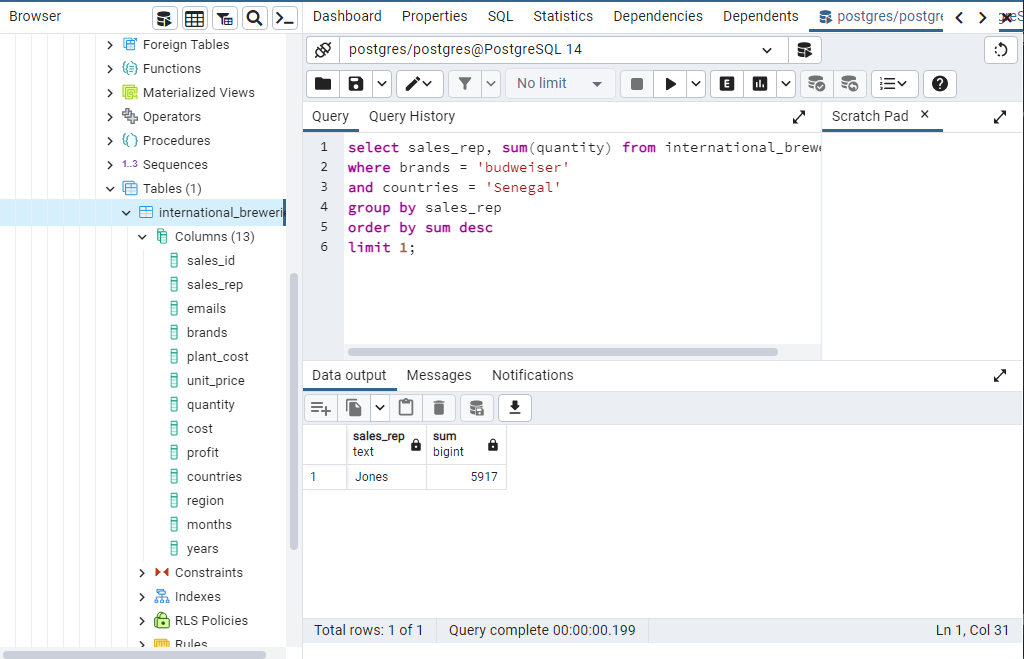 Browser
Dashboard Properties SQL Statistics Dependencies Dependents postgres/postgre
postgres/postgres@PostgreSQL 14
No limit
E
Foreign Tables
Functions
Materialized Views
Operators
Procedures
1..3 Sequences
Tables (1)
international_breweri
Columns (13)
sales_id
sales_rep
emails
brands
plant_cost
unit_price
quantity
cost
profit
countries
region
months
years
Constraints
Indexes
RLS Policies
Rules
Query Query History
Scratch Pad
1 select sales_rep, sum(quantity) from international_brewe
2 where brands = 'budweiser'
3 and countries = 'Senegal'
4 group by sales_rep
5 order by sum desc
6 limit 1;
Data output Messages Notifications
sales_rep sum
text bigint
1 Jones 5917
Total rows: 1 of 1 Query complete 00:00:00.199 Ln 1, Col 31